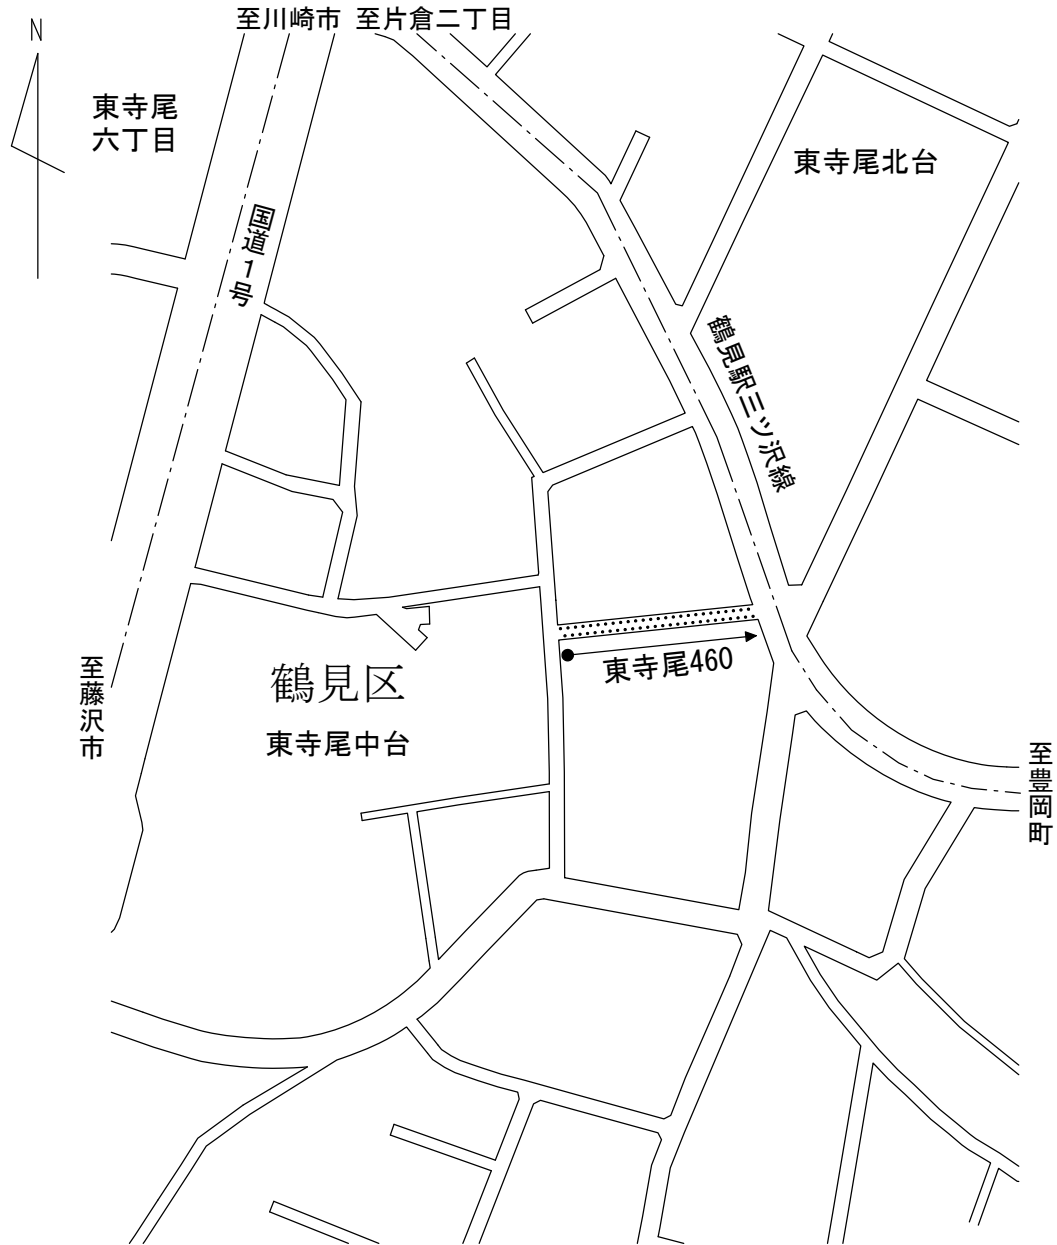 至川崎市 至片倉二丁目
N
東寺尾
六丁目
東寺尾北台
国道1号
鶴見駅三ツ沢線
東寺尾460
鶴見区
東寺尾中台
至藤沢市
至豊岡町